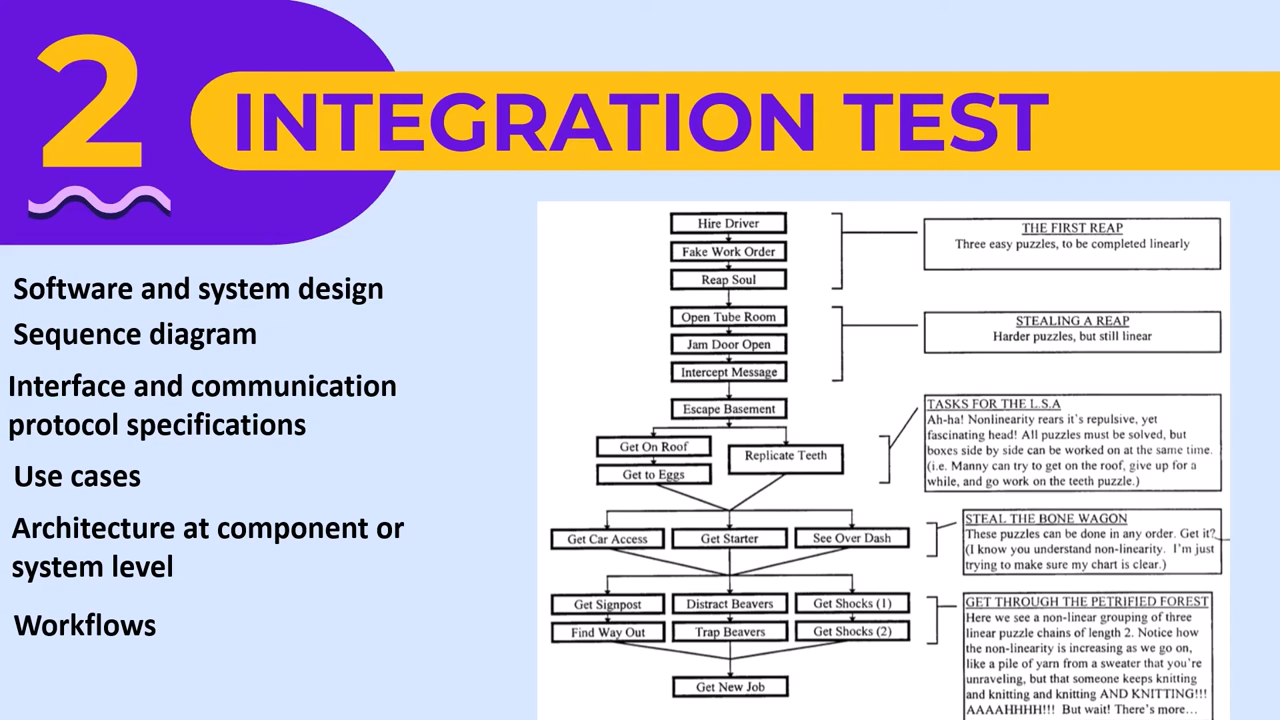 2
INTEGRATION TEST
Software and system design
Sequence diagram
Interface and communication
protocol specifications
Use cases
Architecture at component or
system level
Workflows
Hire Driver
Fake Work Order
Reap Soul
Open Tube Room
Jam Door Open
Intercept Message
Escape Basement
Get On Roof
Replicate Teeth
Get to Eggs
Get Car Access
Get Starter
See Over Dash
Get Signpost
Distract Beavers
Get Shocks (1)
Find Way Out
Trap Beavers
Get Shocks (2)
Get New Job
THE FIRST REAP
Three easy puzzles, to be completed linearly
STEALING A REAP
Harder puzzles, but still linear
TASKS FOR THE L.S.A
Ah-ha! Nonlinearity rears it's repulsive, yet
fascinating head! All puzzles must be solved, but
boxes side by side can be worked on at the same time.
(i.e. Manny can try to get on the roof, give up for a
while, and go work on the teeth puzzle.)
STEAL THE BONE WAGON
These puzzles can be done in any order. Get it?
(I know you understand non-linearity. I'm just
trying to make sure my chart is clear.)
GET THROUGH THE PETRIFIED FOREST
Here we see a non-linear grouping of three
linear puzzle chains of length 2. Notice how
the non-linearity is increasing as we go on,
like a pile of yarn from a sweater that you're
unraveling, but that someone keeps knitting
and knitting and knitting AND KNITTING!!!
AAAAHHHH!!! But wait! There's more...